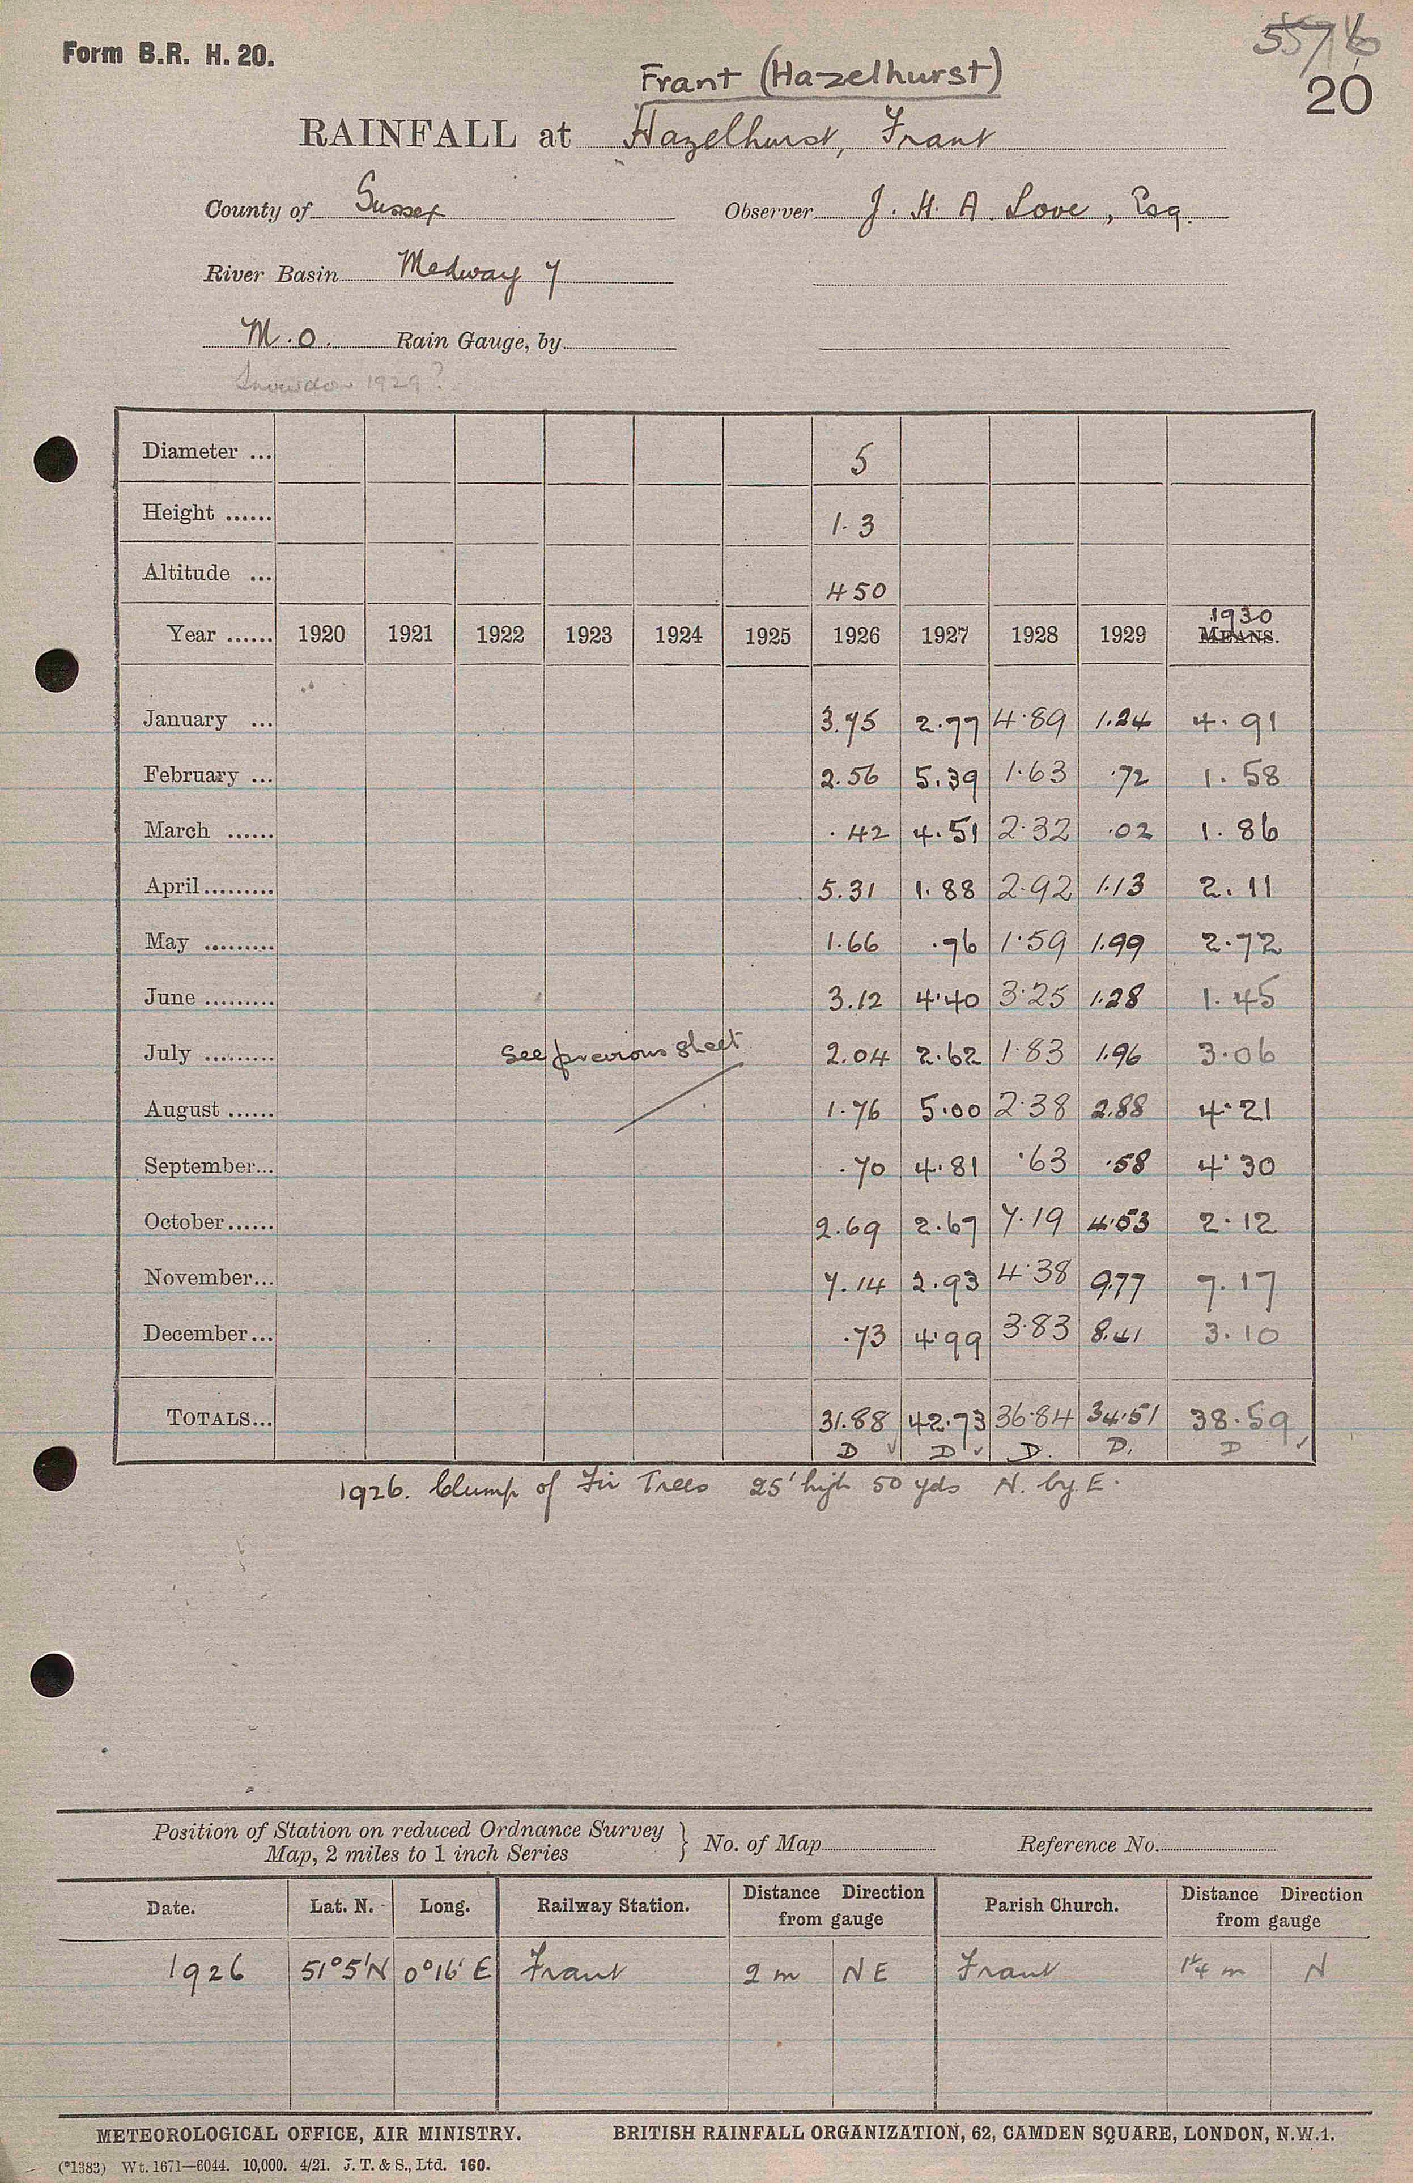 Form B.R. H. 20.
5576
20
Frant (Hazelhurst)
RAINFALL at Hazelhurst, Frant
County of Sussex Observer J. H. A. Love, Esq.
River Basin Medway 7
M.O. Rain Gauge, by
Snowdon 1929?
Diameter ... 5
Height ...... 1.3
Altitude ... 450
1930
Year ...... 1920 1921 1922 1923 1924 1925 1926 1927 1928 1929 MEANS.
January ... 3.75 2.77 4.89 1.24 4.91
February ... 2.56 5.39 1.63 .72 1.58
March ...... .42 4.51 2.32 .02 1.86
April ......... 5.31 1.88 2.92 1.13 2.11
May ......... 1.66 .76 1.59 1.99 2.72
June ......... 3.12 4.40 3.25 1.28 1.45
July ......... See previous sheet 2.04 2.62 1.83 1.96 3.06
August ...... 1.76 5.00 2.38 2.88 4.21
September... .70 4.81 .63 .58 4.30
October ...... 2.69 2.67 7.19 4.53 2.12
November... 7.14 2.93 4.38 9.77 7.17
December ... .73 4.99 3.83 8.41 3.10
TOTALS... 31.88 42.73 36.84 34.51 38.59
D D D. D. D
1926. Clump of Fir Trees 25' high 50 yds N. by E.
Position of Station on reduced Ordnance Survey
Map, 2 miles to 1 inch Series } No. of Map Reference No.
Date. Lat. N. Long. Railway Station. Distance Direction from gauge Parish Church. Distance Direction from gauge
1926 51°5'N 0°16' E Frant 2 m NE Frant 1¼ m N
METEOROLOGICAL OFFICE, AIR MINISTRY. BRITISH RAINFALL ORGANIZATION, 62, CAMDEN SQUARE, LONDON, N.W.1.
(*1383) Wt. 1671—6044. 10,000. 4/21. J. T. & S., Ltd. 160.